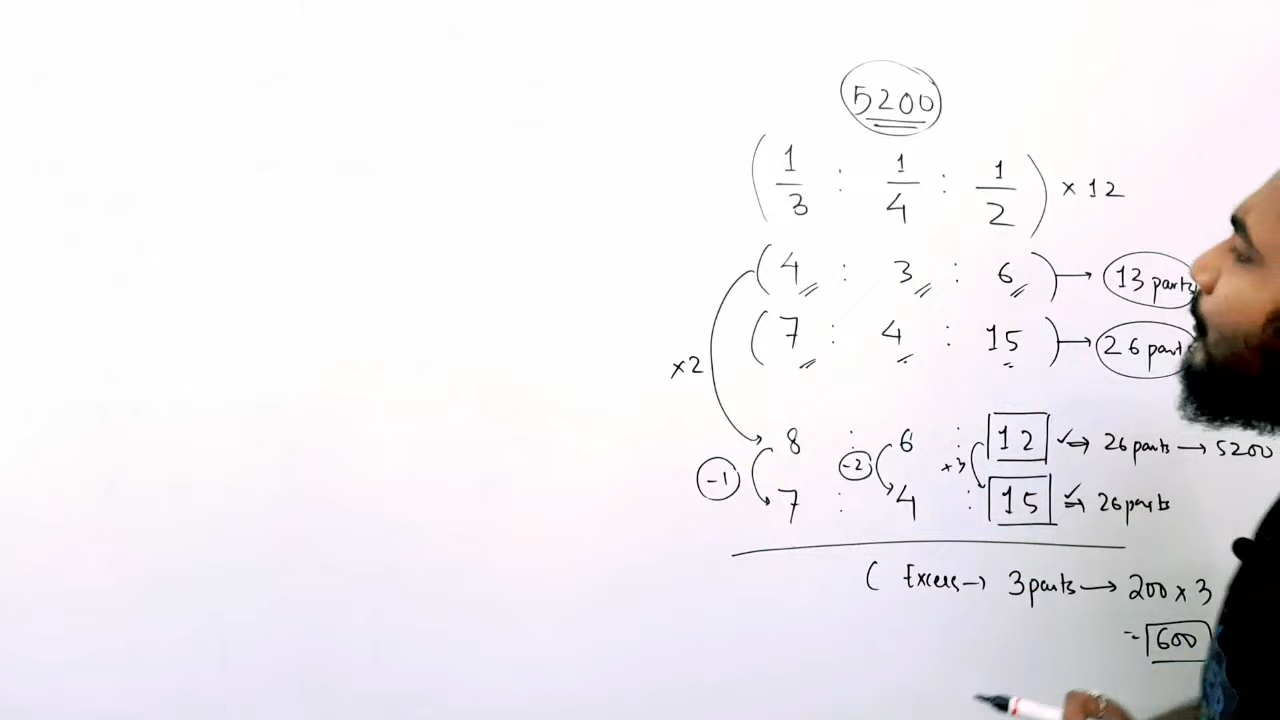 5200
(1/3 : 1/4 : 1/2) × 12
(4 : 3 : 6) → 13 parts
(7 : 4 : 15) → 26 part
×2
8 : 6 : 12 ✓→ 26 parts → 5200
-1 -2 +3
7 : 4 : 15 ✓→ 26 parts
( Excess → 3 parts → 200 × 3
= 600